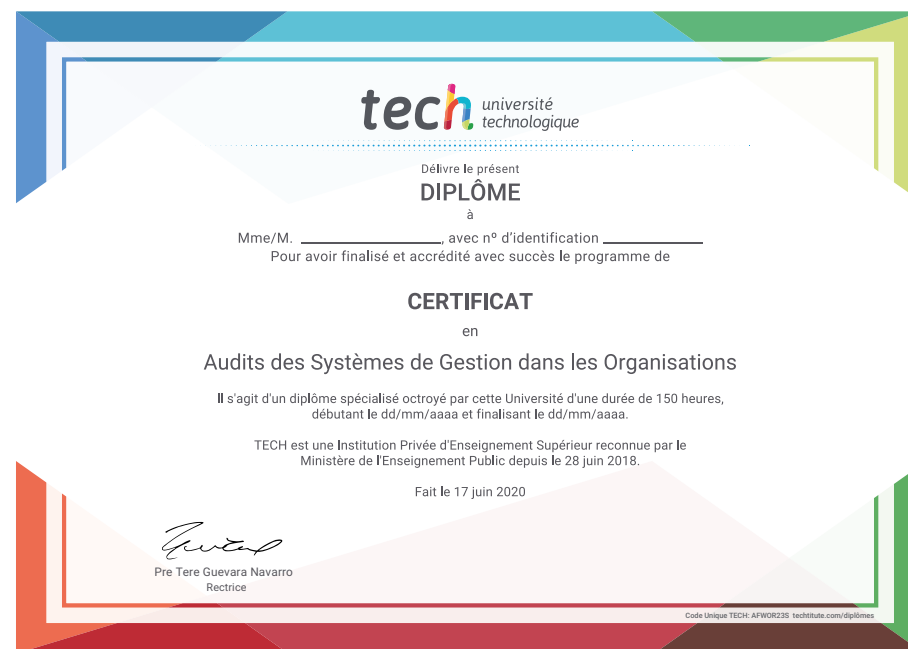 tech université
technologique
Délivre le présent
DIPLÔME
à
Mme/M. ____________________, avec nº d'identification ______________
Pour avoir finalisé et accrédité avec succès le programme de
CERTIFICAT
en
Audits des Systèmes de Gestion dans les Organisations
Il s'agit d'un diplôme spécialisé octroyé par cette Université d'une durée de 150 heures,
débutant le dd/mm/aaaa et finalisant le dd/mm/aaaa.
TECH est une Institution Privée d'Enseignement Supérieur reconnue par le
Ministère de l'Enseignement Public depuis le 28 juin 2018.
Fait le 17 juin 2020
Pre Tere Guevara Navarro
Rectrice
Code Unique TECH: AFWOR23S techtitute.com/diplômes